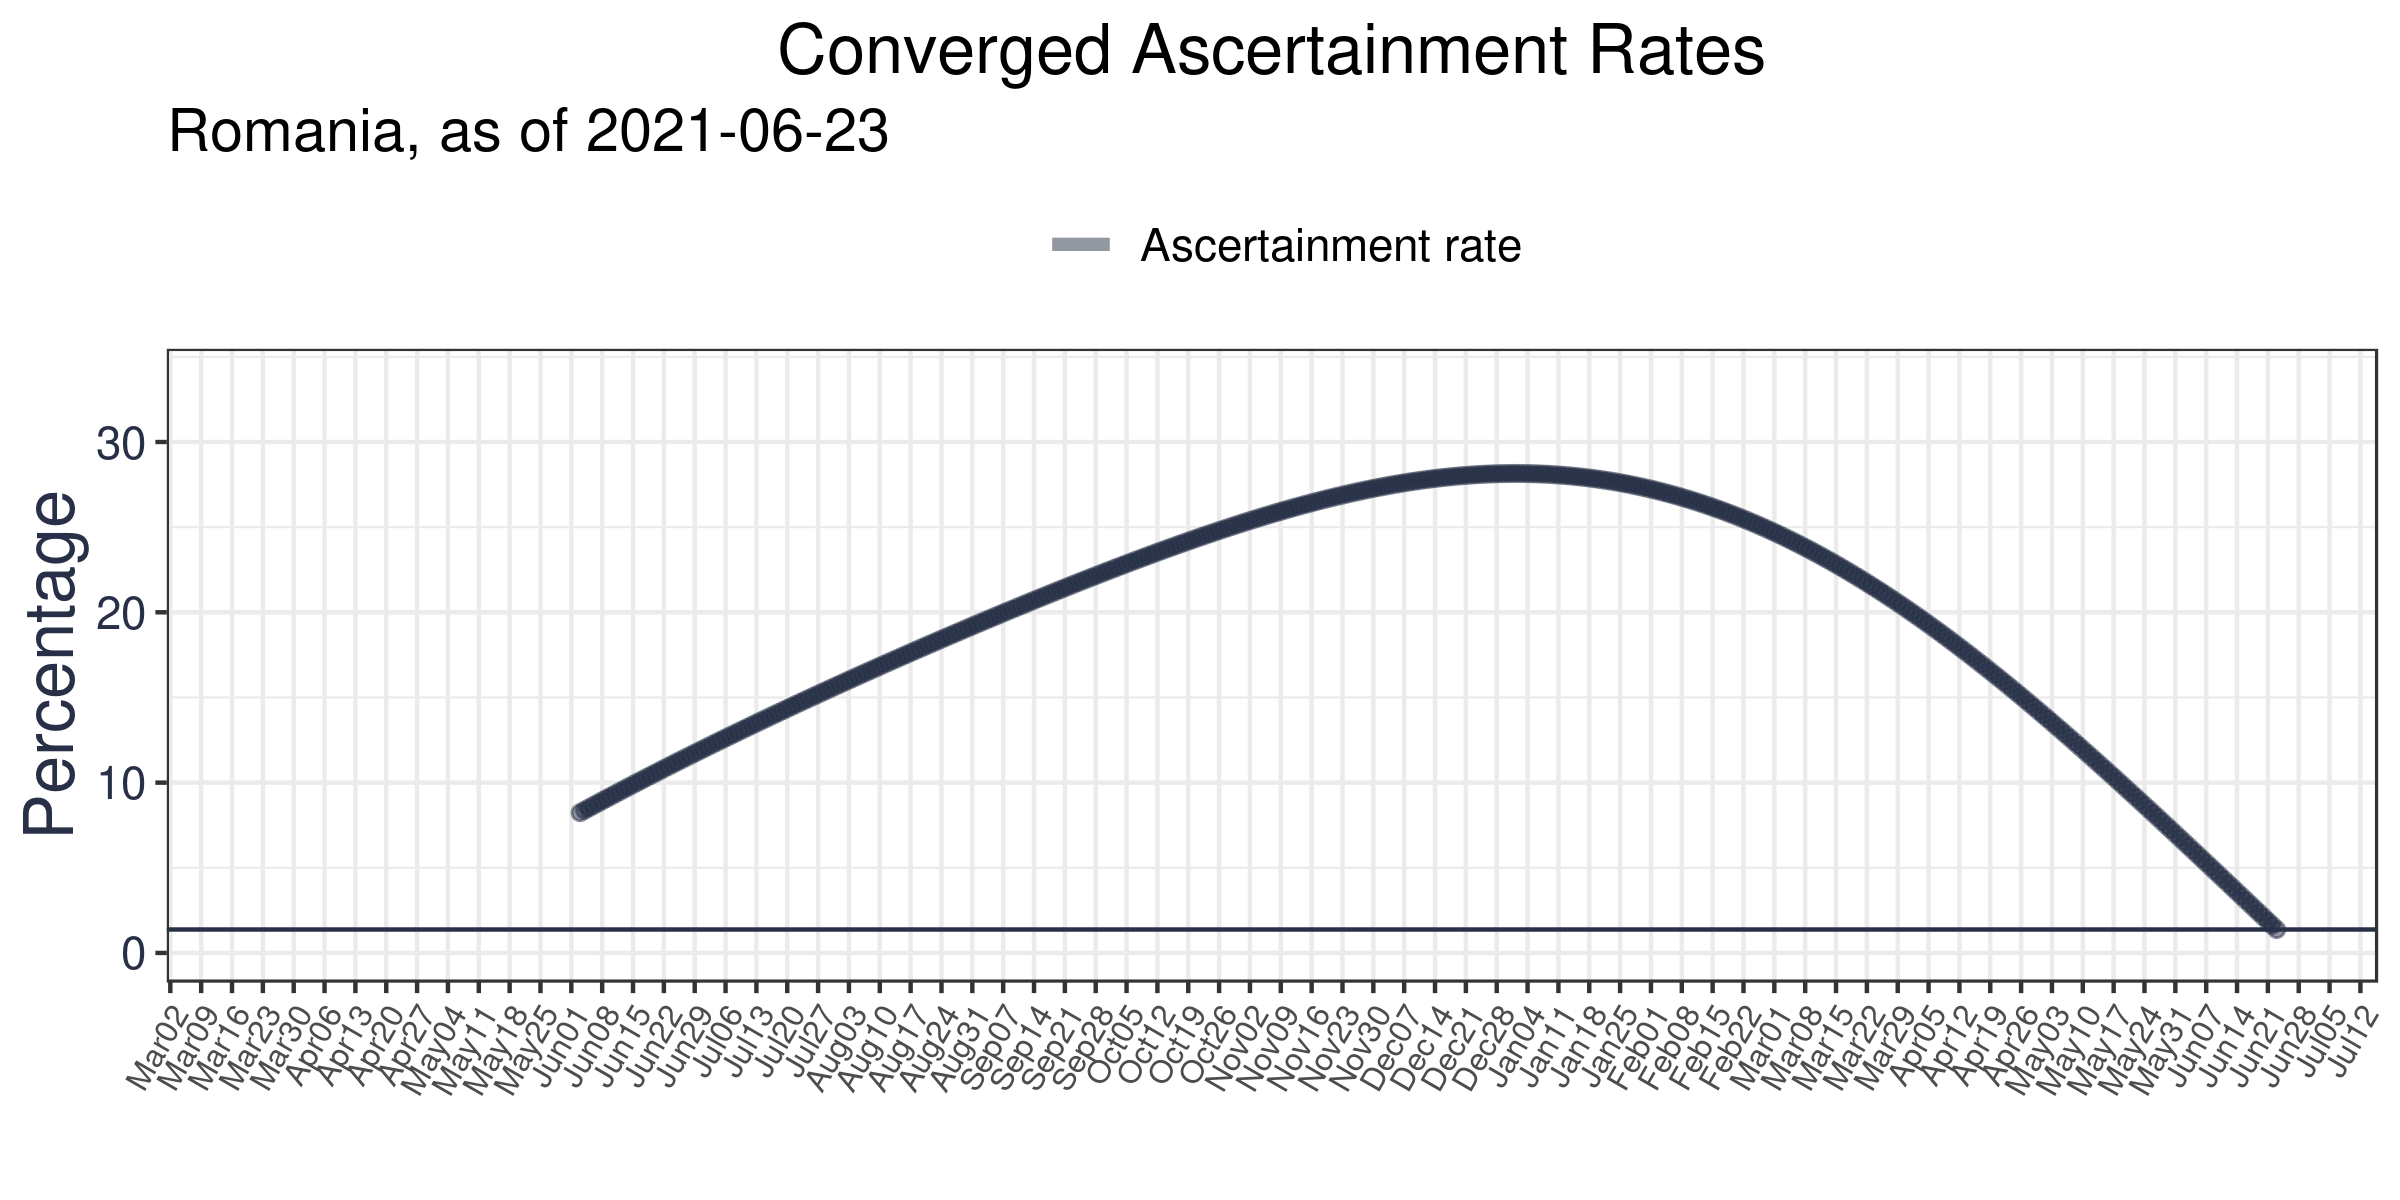 Converged Ascertainment Rates
Romania, as of 2021-06-23
Ascertainment rate
Percentage
30
20
10
0
Mar02 Mar09 Mar16 Mar23 Mar30 Apr06 Apr13 Apr20 Apr27 May04 May11 May18 May25 Jun01 Jun08 Jun15 Jun22 Jun29 Jul06 Jul13 Jul20 Jul27 Aug03 Aug10 Aug17 Aug24 Aug31 Sep07 Sep14 Sep21 Sep28 Oct05 Oct12 Oct19 Oct26 Nov02 Nov09 Nov16 Nov23 Nov30 Dec07 Dec14 Dec21 Dec28 Jan04 Jan11 Jan18 Jan25 Feb01 Feb08 Feb15 Feb22 Mar01 Mar08 Mar15 Mar22 Mar29 Apr05 Apr12 Apr19 Apr26 May03 May10 May17 May24 May31 Jun07 Jun14 Jun21 Jun28 Jul05 Jul12